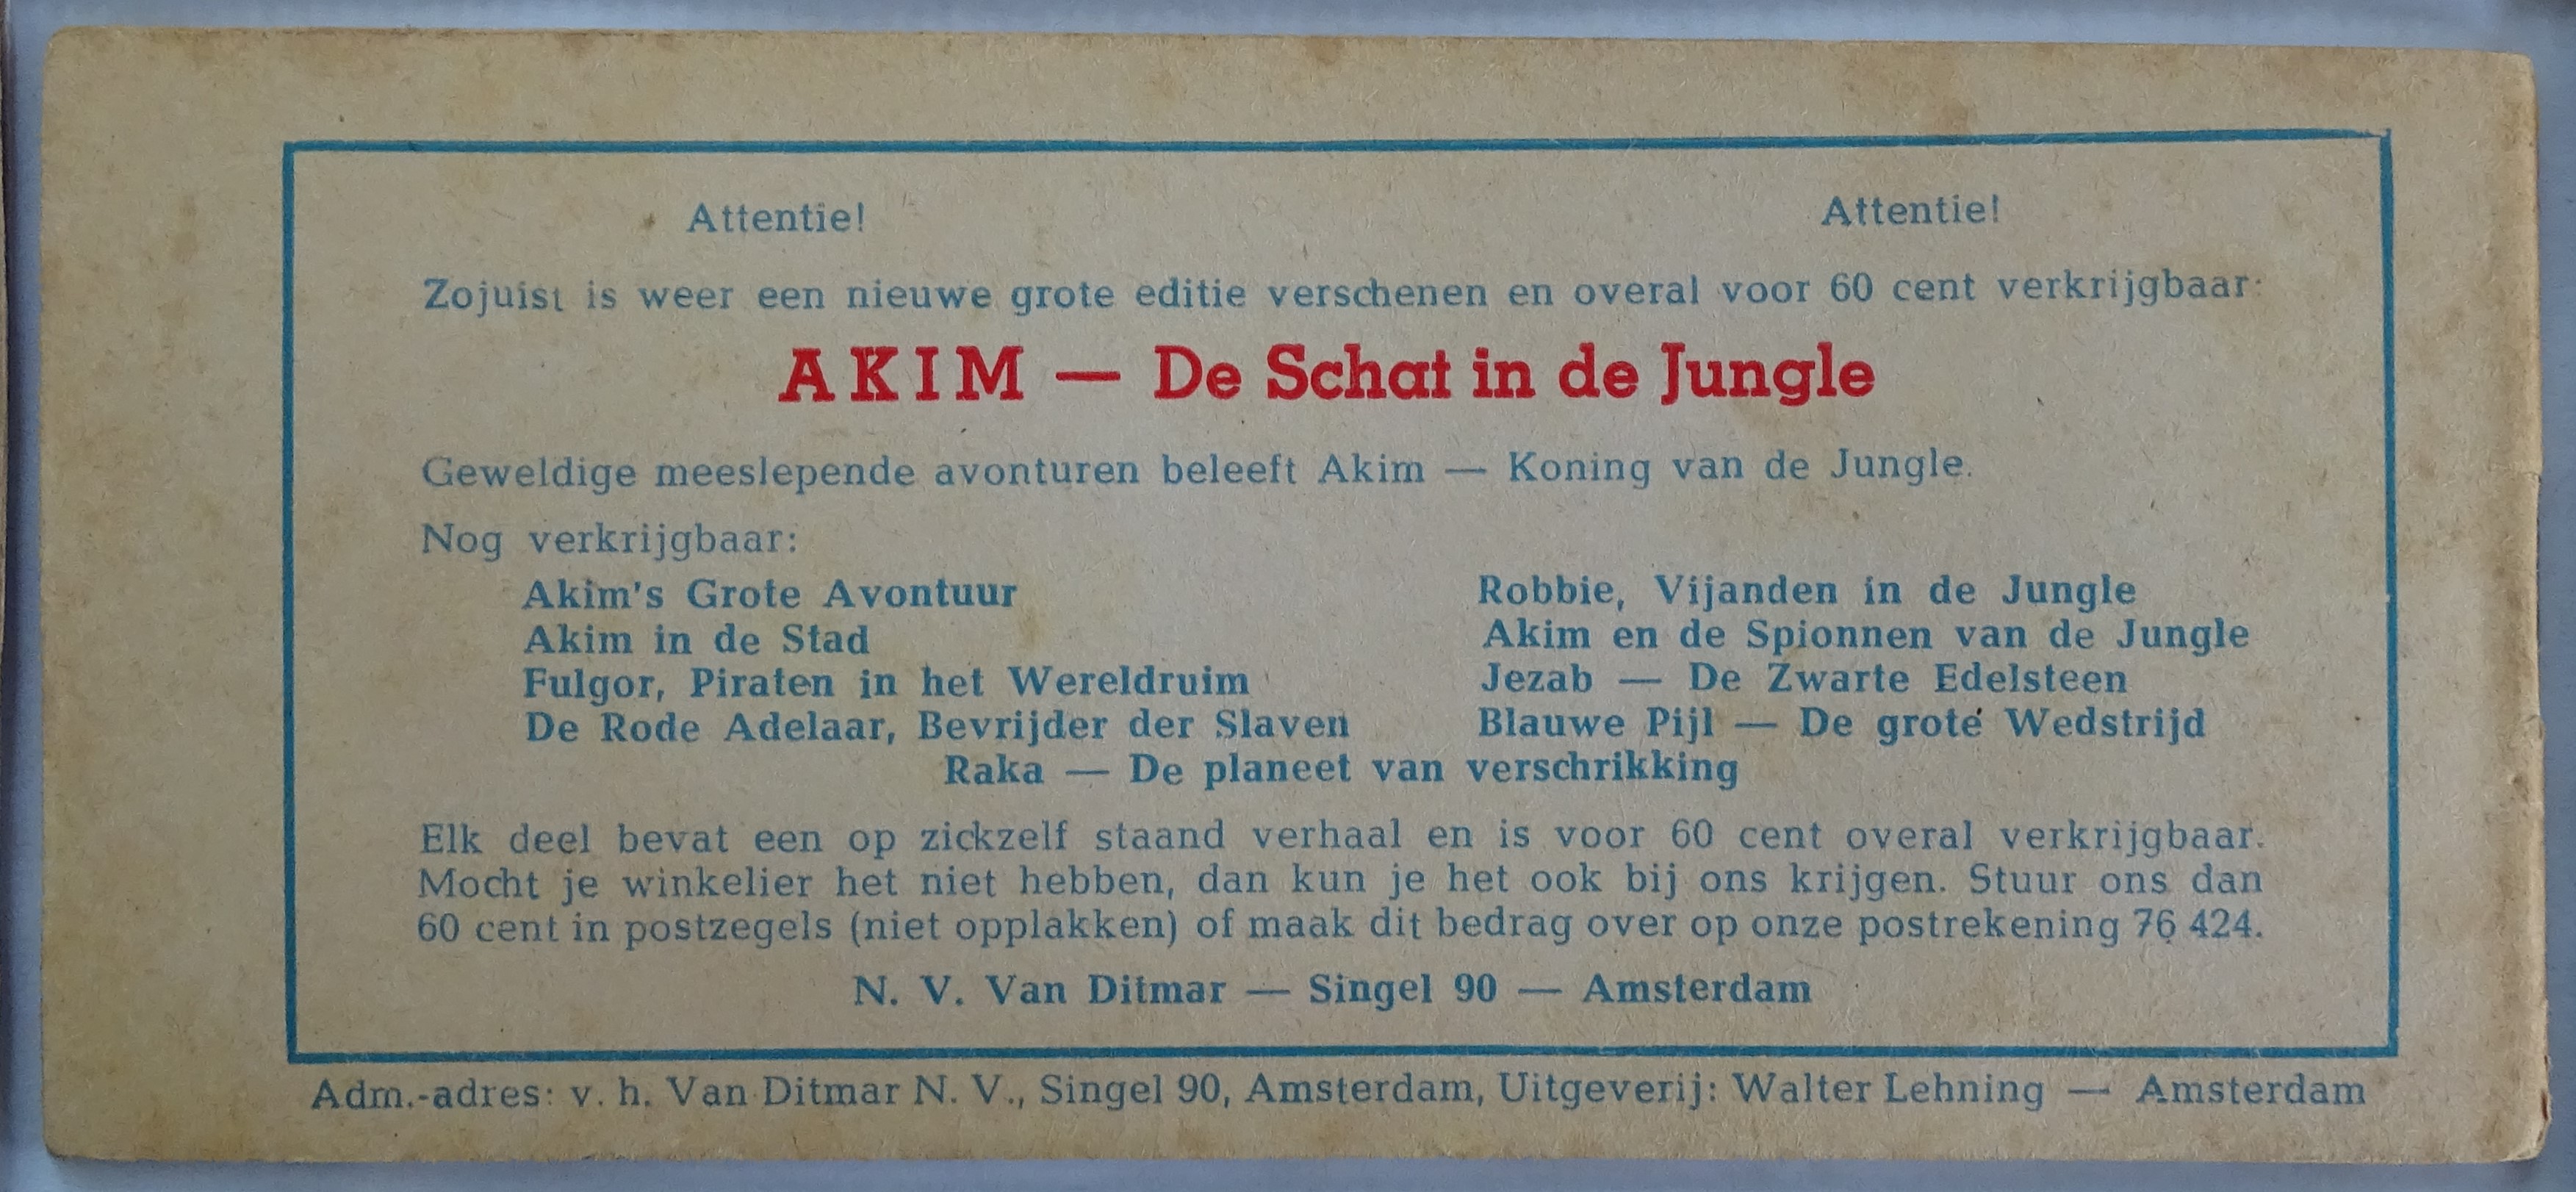 Attentie! Attentie!
Zojuist is weer een nieuwe grote editie verschenen en overal voor 60 cent verkrijgbaar:
AKIM — De Schat in de Jungle
Geweldige meeslepende avonturen beleeft Akim — Koning van de Jungle.
Nog verkrijgbaar:
Akim's Grote Avontuur
Akim in de Stad
Fulgor, Piraten in het Wereldruim
De Rode Adelaar, Bevrijder der Slaven
Robbie, Vijanden in de Jungle
Akim en de Spionnen van de Jungle
Jezab — De Zwarte Edelsteen
Blauwe Pijl — De grote Wedstrijd
Raka — De planeet van verschrikking
Elk deel bevat een op zickzelf staand verhaal en is voor 60 cent overal verkrijgbaar.
Mocht je winkelier het niet hebben, dan kun je het ook bij ons krijgen. Stuur ons dan
60 cent in postzegels (niet opplakken) of maak dit bedrag over op onze postrekening 76 424.
N. V. Van Ditmar — Singel 90 — Amsterdam
Adm.-adres: v. h. Van Ditmar N. V., Singel 90, Amsterdam, Uitgeverij: Walter Lehning — Amsterdam